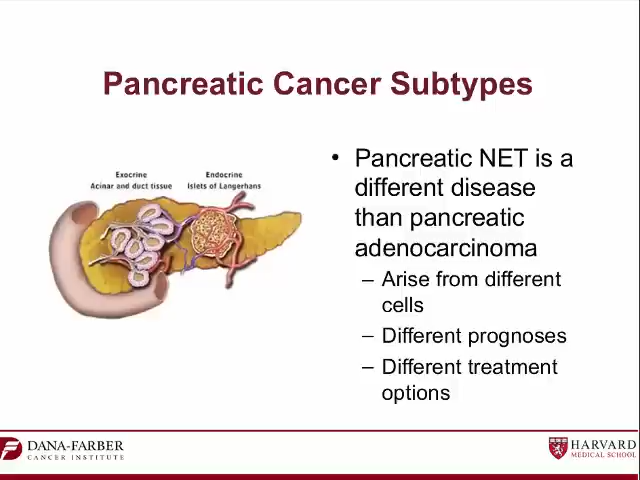 Pancreatic Cancer Subtypes
Exocrine
Acinar and duct tissue
Endocrine
Islets of Langerhans
• Pancreatic NET is a
different disease
than pancreatic
adenocarcinoma
– Arise from different
cells
– Different prognoses
– Different treatment
options
DANA-FARBER
CANCER INSTITUTE
HARVARD
MEDICAL SCHOOL